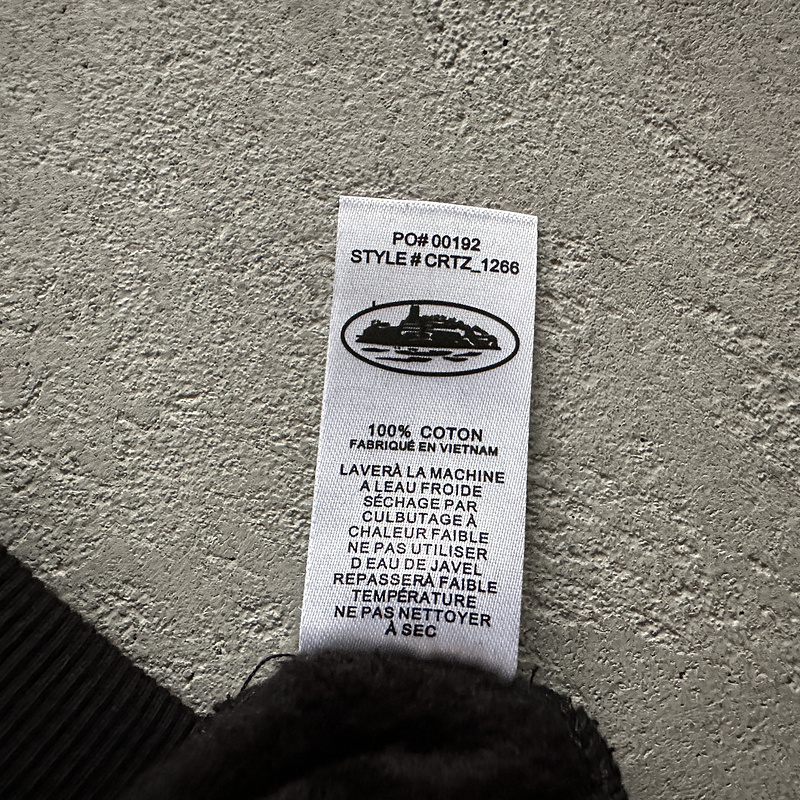 PO# 00192
STYLE # CRTZ_1266
100% COTON
FABRIQUÉ EN VIETNAM
LAVERÀ LA MACHINE
A LEAU FROIDE
SÉCHAGE PAR
CULBUTAGE À
CHALEUR FAIBLE
NE PAS UTILISER
D EAU DE JAVEL
REPASSERÀ FAIBLE
TEMPÉRATURE
NE PAS NETTOYER
À SEC